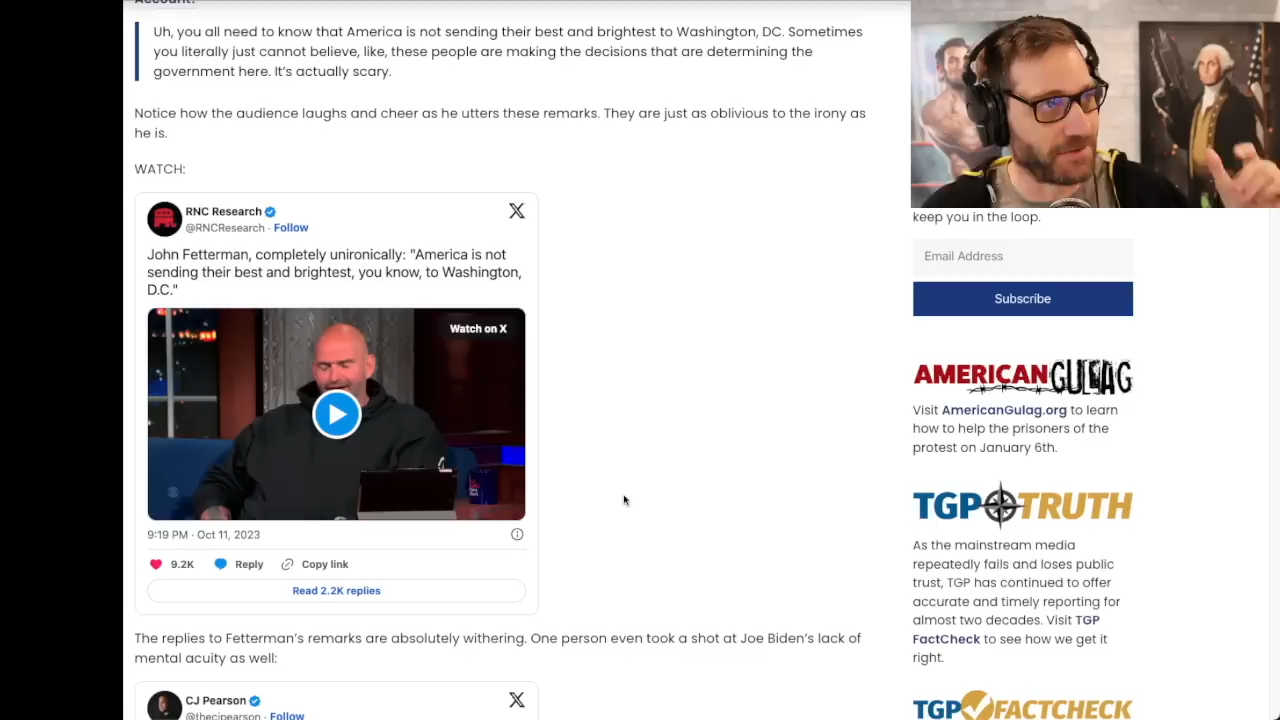 Account:
Uh, you all need to know that America is not sending their best and brightest to Washington, DC. Sometimes
you literally just cannot believe, like, these people are making the decisions that are determining the
government here. It's actually scary.
Notice how the audience laughs and cheer as he utters these remarks. They are just as oblivious to the irony as
he is.
WATCH:
RNC Research
@RNCResearch · Follow
John Fetterman, completely unironically: "America is not
sending their best and brightest, you know, to Washington,
D.C."
Watch on X
9:19 PM · Oct 11, 2023
9.2K Reply Copy link
Read 2.2K replies
The replies to Fetterman's remarks are absolutely withering. One person even took a shot at Joe Biden's lack of
mental acuity as well:
CJ Pearson
@thecjpearson · Follow
keep you in the loop.
Email Address
Subscribe
AMERICAN GULAG
Visit AmericanGulag.org to learn
how to help the prisoners of the
protest on January 6th.
TGP TRUTH
As the mainstream media
repeatedly fails and loses public
trust, TGP has continued to offer
accurate and timely reporting for
almost two decades. Visit TGP
FactCheck to see how we get it
right.
TGP FACTCHECK